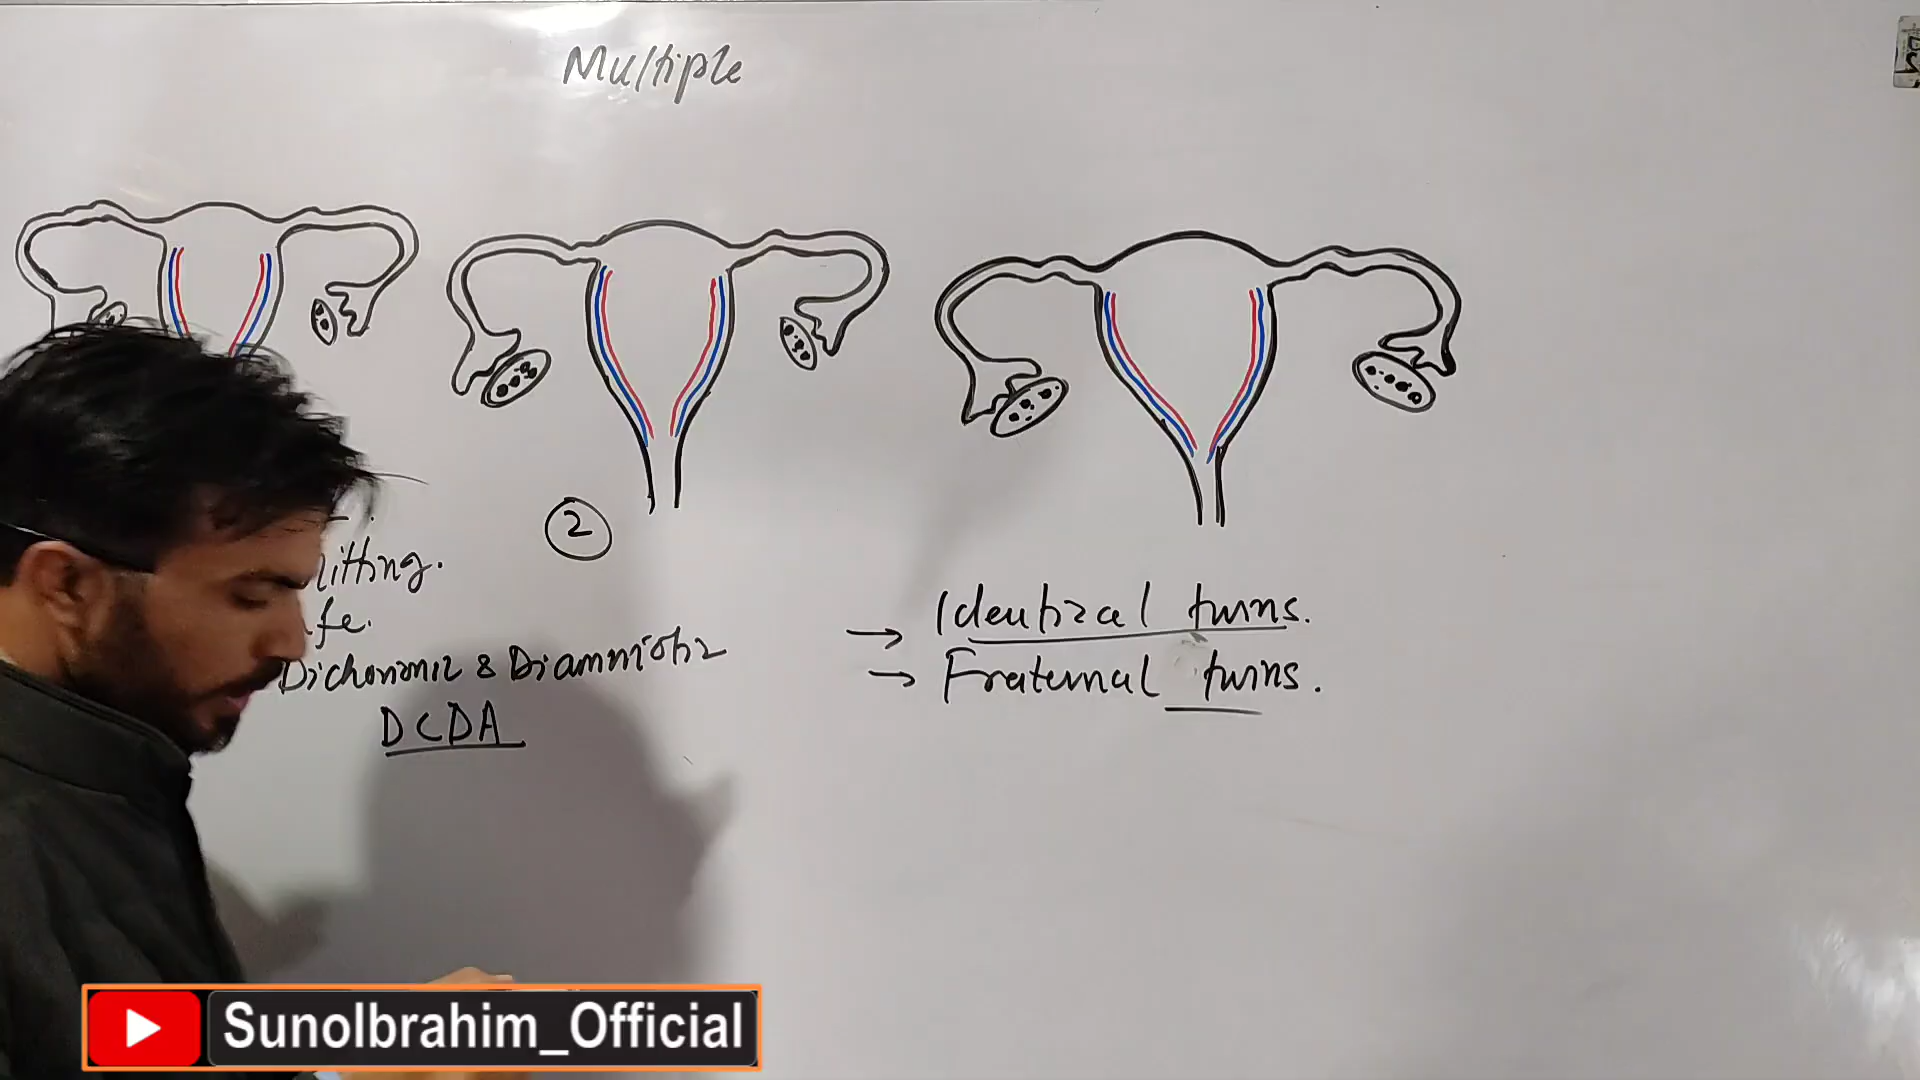 Multiple
2
litting.
fe.
Dichorionic & Diamniotic
DCDA
→ Identical twins.
→ Fraternal twins.
SunoIbrahim_Official